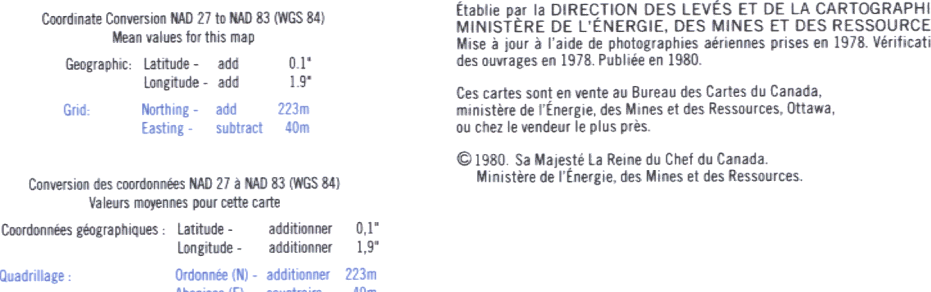 Coordinate Conversion NAD 27 to NAD 83 (WGS 84)
Mean values for this map
Geographic: Latitude - add 0.1"
Longitude - add 1.9"
Grid: Northing - add 223m
Easting - subtract 40m
Conversion des coordonnées NAD 27 à NAD 83 (WGS 84)
Valeurs moyennes pour cette carte
Coordonnées géographiques : Latitude - additionner 0,1"
Longitude - additionner 1,9"
Quadrillage : Ordonnée (N) - additionner 223m
Établie par la DIRECTION DES LEVÉS ET DE LA CARTOGRAPHI
MINISTÈRE DE L'ÉNERGIE, DES MINES ET DES RESSOURCE
Mise à jour à l'aide de photographies aériennes prises en 1978. Vérificati
des ouvrages en 1978. Publiée en 1980.
Ces cartes sont en vente au Bureau des Cartes du Canada,
ministère de l'Énergie, des Mines et des Ressources, Ottawa,
ou chez le vendeur le plus près.
© 1980. Sa Majesté La Reine du Chef du Canada.
Ministère de l'Énergie, des Mines et des Ressources.